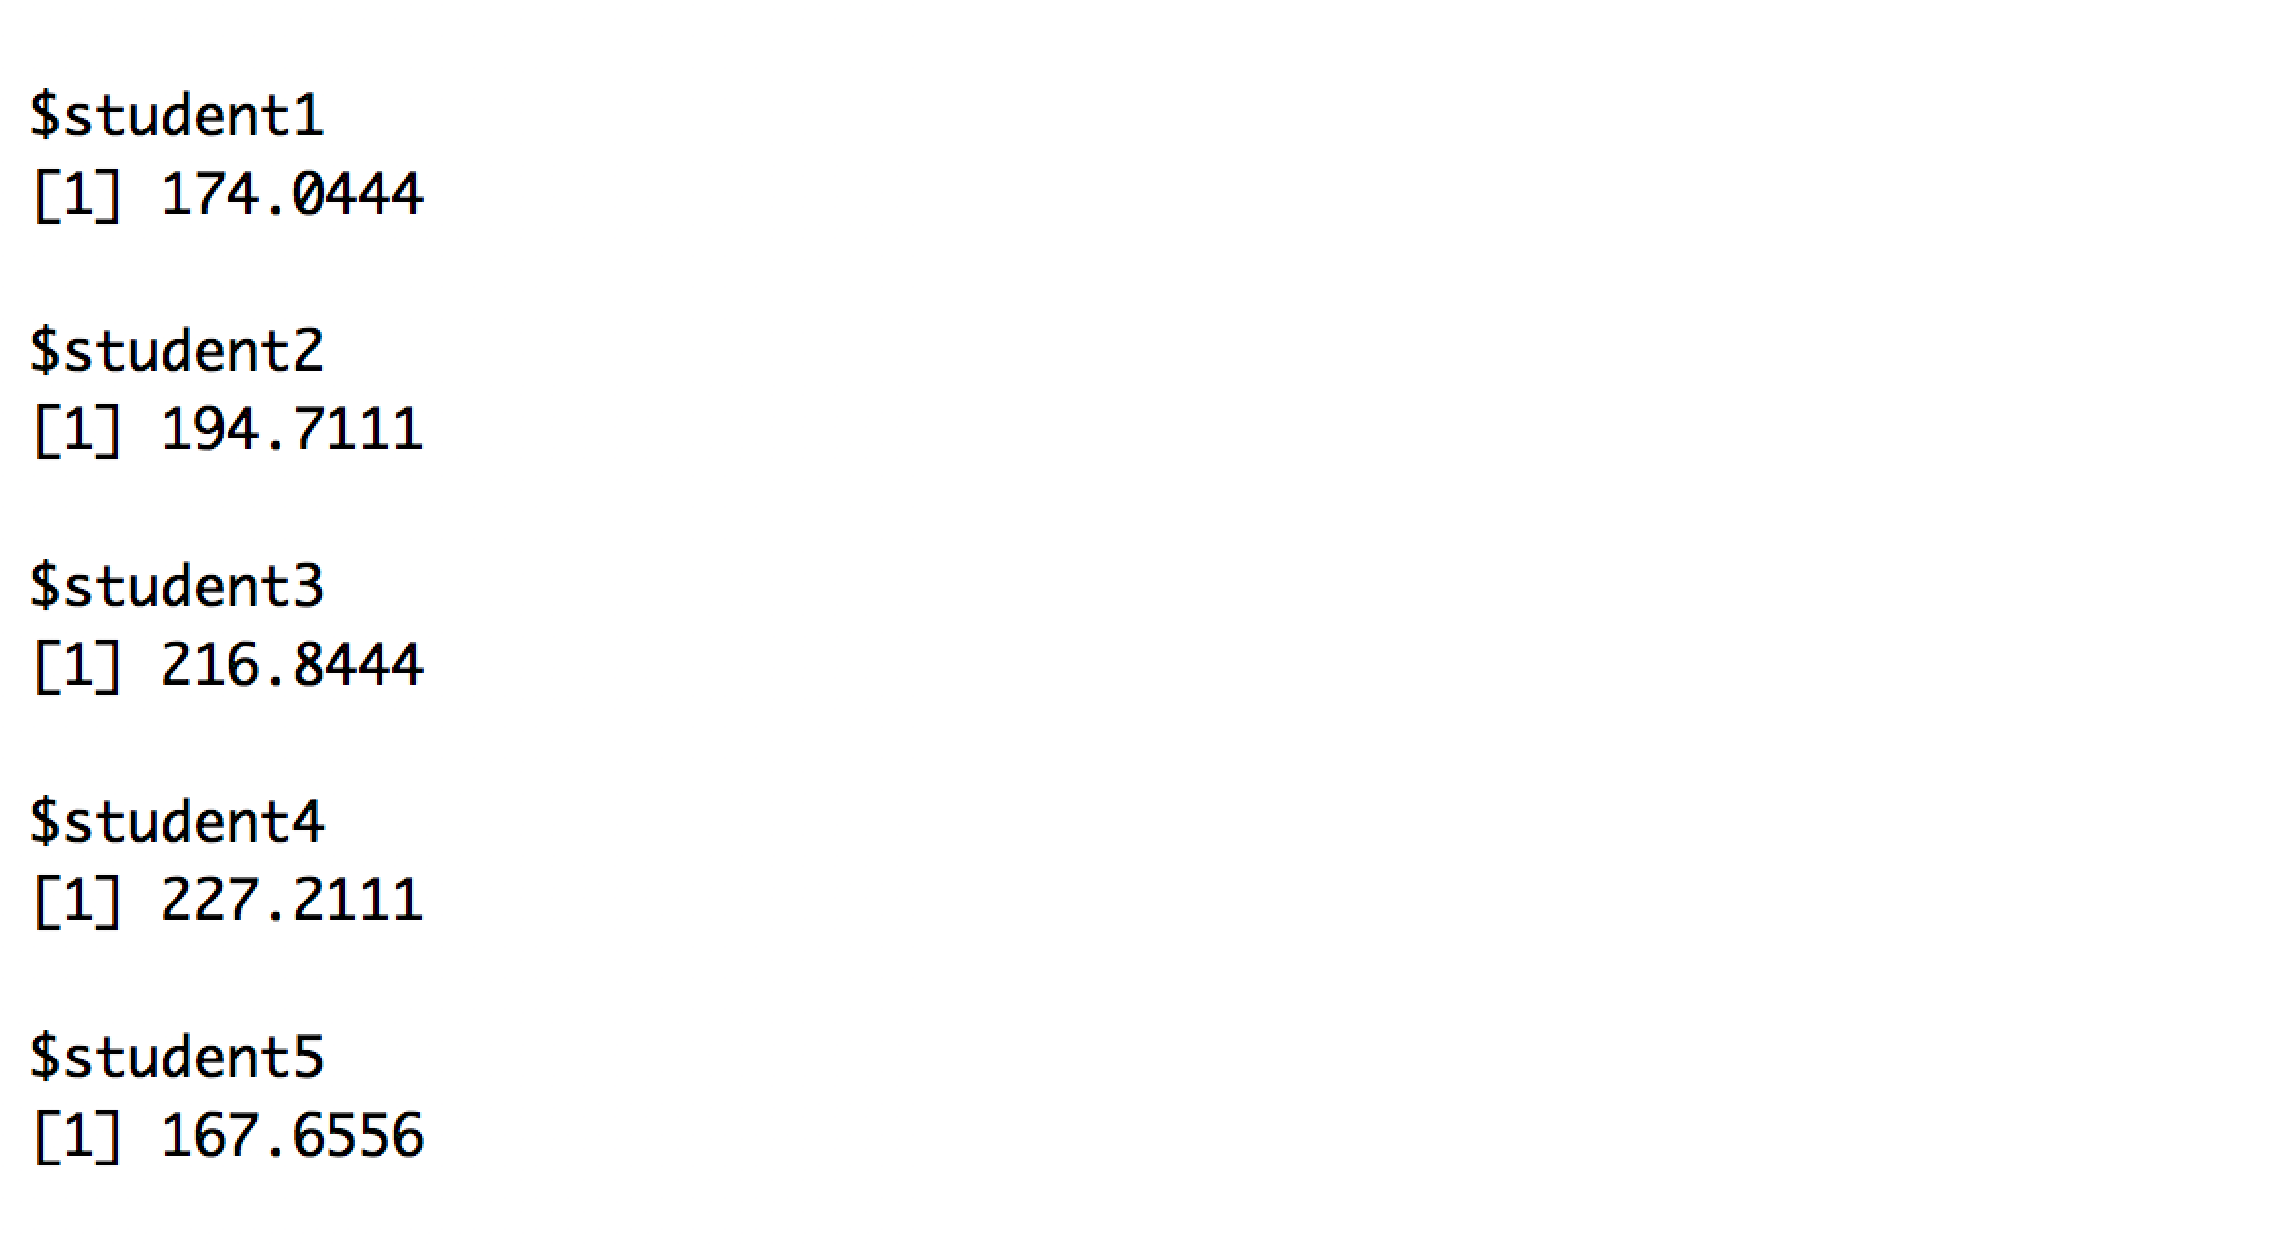 $student1
[1] 174.0444
$student2
[1] 194.7111
$student3
[1] 216.8444
$student4
[1] 227.2111
$student5
[1] 167.6556